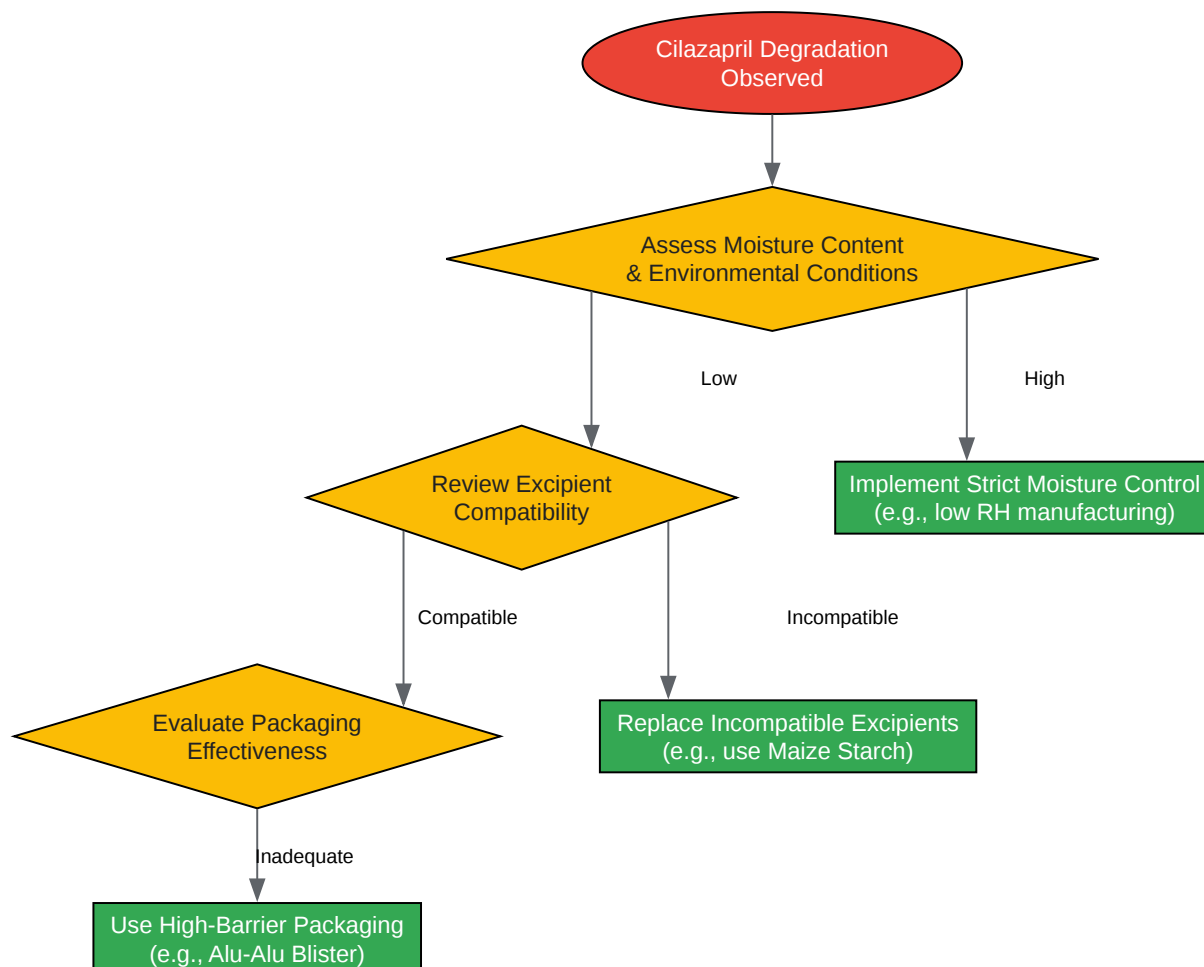 Cilazapril Degradation
Observed
Assess Moisture Content
& Environmental Conditions
Low
High
Review Excipient
Compatibility
Implement Strict Moisture Control
(e.g., low RH manufacturing)
Compatible
Incompatible
Evaluate Packaging
Effectiveness
Replace Incompatible Excipients
(e.g., use Maize Starch)
Inadequate
Use High-Barrier Packaging
(e.g., Alu-Alu Blister)